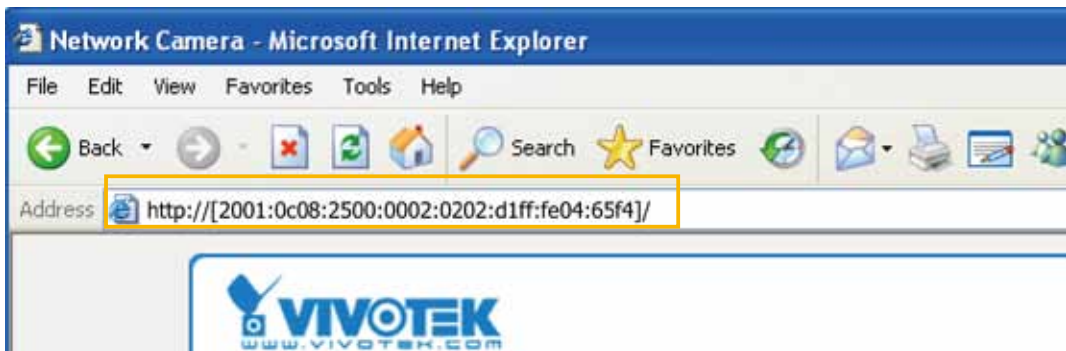 Network Camera - Microsoft Internet Explorer
File Edit View Favorites Tools Help
Back Search Favorites
Address http://[2001:0c08:2500:0002:0202:d1ff:fe04:65f4]/
VIVOTEK
WWW.VIVOTEK.COM